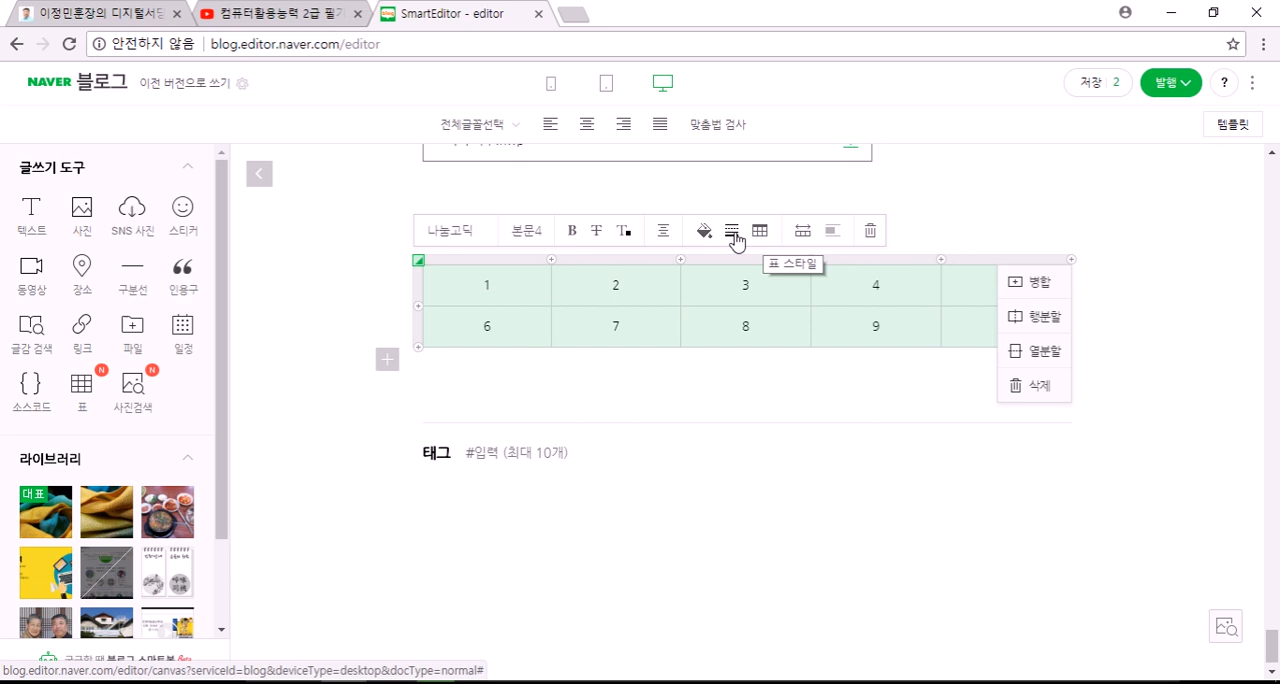 이정민훈장의 디지털서당
컴퓨터활용능력 2급 필기
SmartEditor - editor
안전하지 않음
blog.editor.naver.com/editor
NAVER 블로그
이전 버전으로 쓰기
저장 2
발행
?
전체글꼴선택
맞춤법 검사
템플릿
글쓰기 도구
텍스트
사진
SNS 사진
스티커
동영상
장소
구분선
인용구
글감 검색
링크
파일
일정
소스코드
N
표
N
사진검색
라이브러리
대표
나눔고딕
본문4
B
T
T
표 스타일
1 2 3 4
6 7 8 9
병합
행분할
열분할
삭제
태그 #입력 (최대 10개)
blog.editor.naver.com/editor/canvas?serviceId=blog&deviceType=desktop&docType=normal#